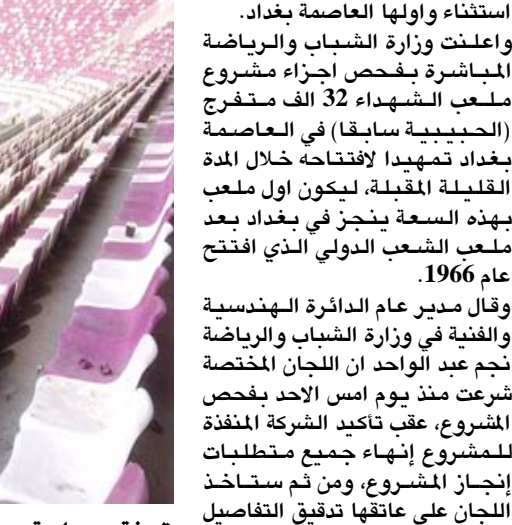 استثناء واولها العاصمة بغداد.
واعلنت وزارة الشباب والرياضة
المباشرة بفحص اجزاء مشروع
ملعب الشهداء 32 الف متفرج
(الحبيبية سابقا) في العاصمة
بغداد تمهيدا لافتتاحه خلال المدة
القليلة المقبلة، ليكون اول ملعب
بهذه السعة ينجز في بغداد بعد
ملعب الشعب الدولي الذي افتتح
عام 1966.
وقال مدير عام الدائرة الهندسية
والفنية في وزارة الشباب والرياضة
نجم عبد الواحد ان اللجان المختصة
شرعت منذ يوم امس الاحد بفحص
المشروع، عقب تأكيد الشركة المنفذة
للمشروع إنهاء جميع متطلبات
إنجاز المشروع، ومن ثم ستاخذ
اللجان على عاتقها تدقيق التفاصيل